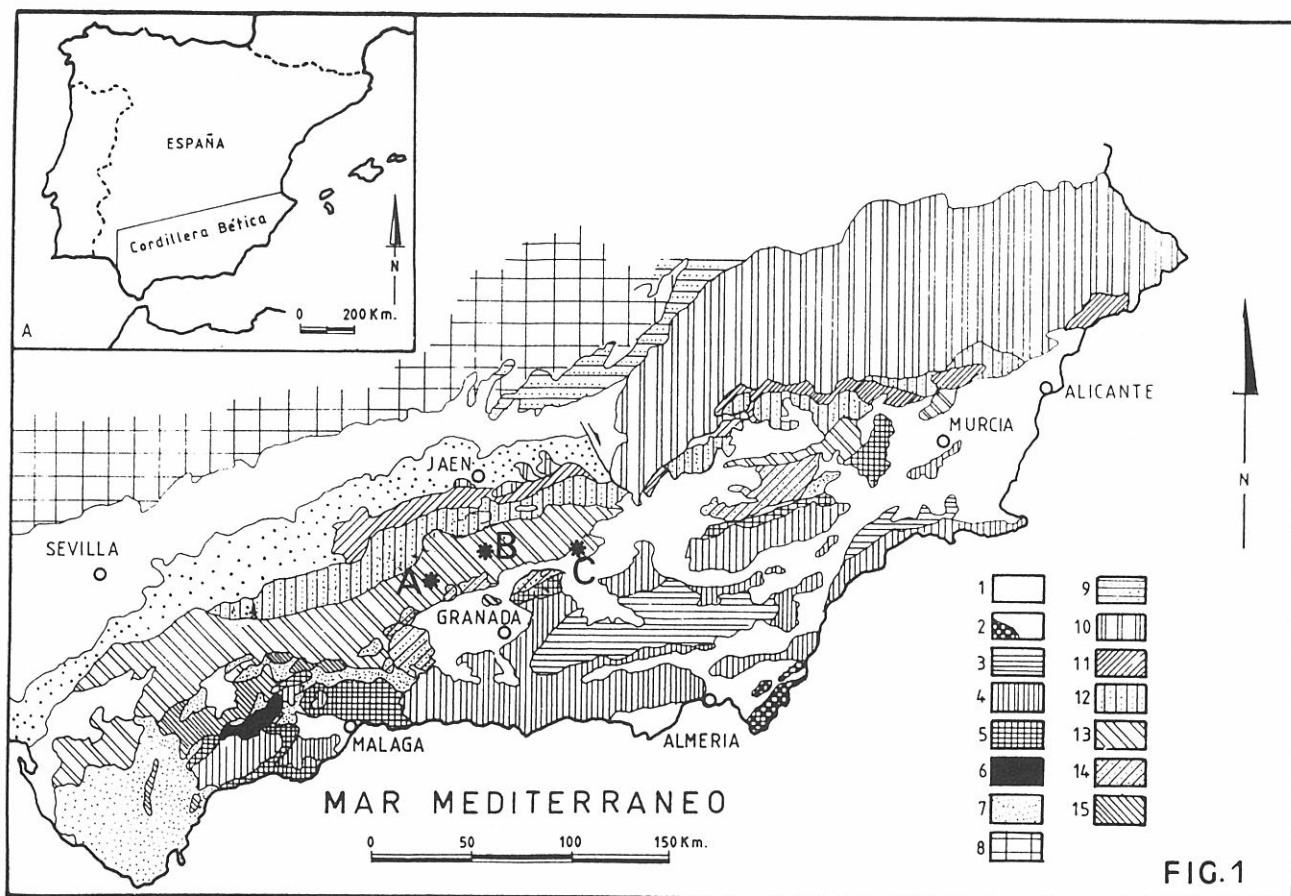 ESPAÑA
Cordillera Bética
N
A
0 200 Km.
ALICANTE
MURCIA
JAEN
N
SEVILLA
B
A
C
GRANADA
1
2
3
4
5
6
7
8
9
10
11
12
13
14
15
MALAGA
ALMERIA
MAR MEDITERRANEO
0 50 100 150 Km.
FIG.1